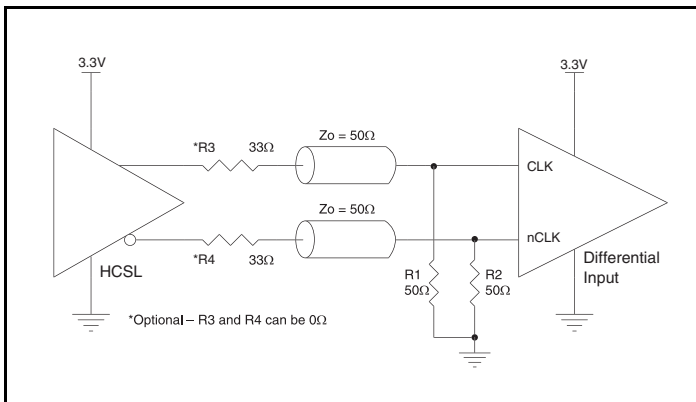 3.3V
3.3V
*R3 33Ω
Zo = 50Ω
CLK
Zo = 50Ω
nCLK
*R4 33Ω
HCSL
R1
50Ω
R2
50Ω
Differential
Input
*Optional – R3 and R4 can be 0Ω